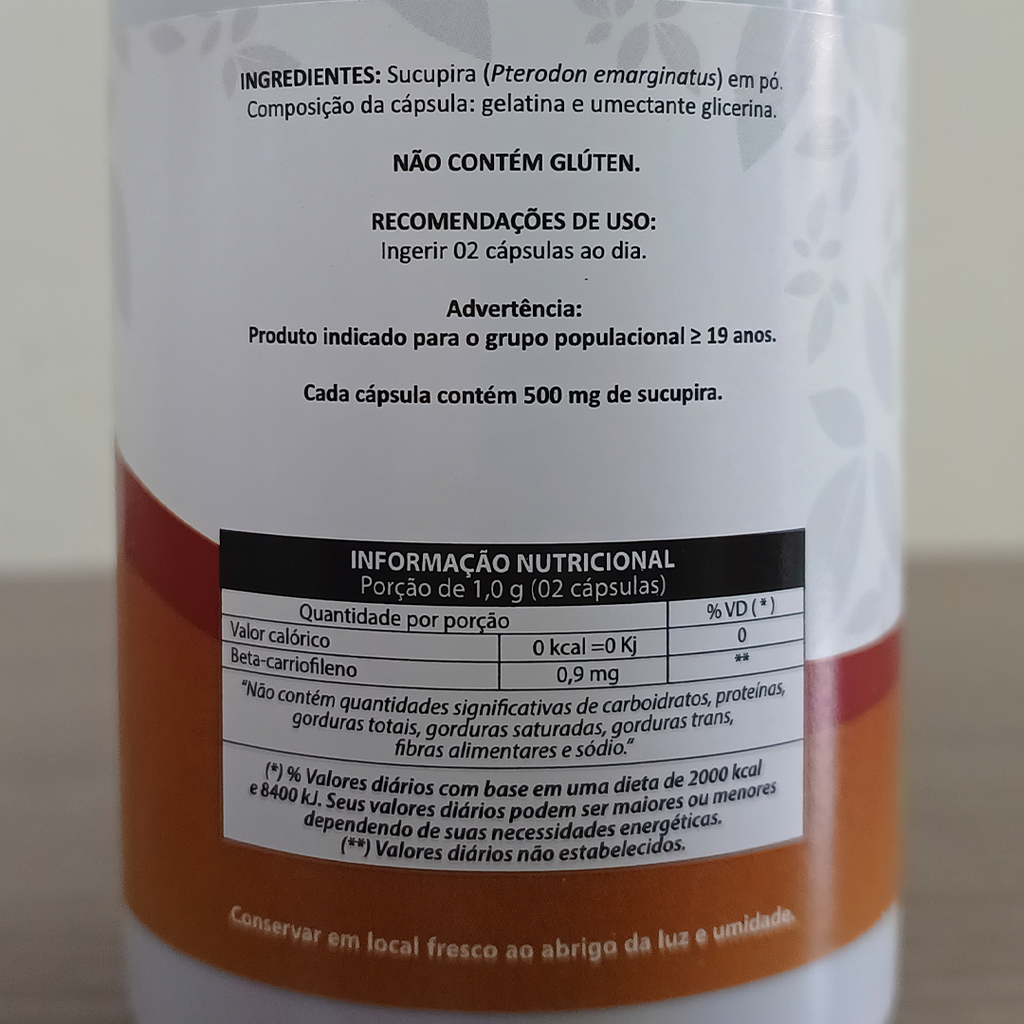 INGREDIENTES: Sucupira (Pterodon emarginatus) em pó.
Composição da cápsula: gelatina e umectante glicerina.
NÃO CONTÉM GLÚTEN.
RECOMENDAÇÕES DE USO:
Ingerir 02 cápsulas ao dia.
Advertência:
Produto indicado para o grupo populacional ≥ 19 anos.
Cada cápsula contém 500 mg de sucupira.
INFORMAÇÃO NUTRICIONAL
Porção de 1,0 g (02 cápsulas)
Quantidade por porção % VD (*)
Valor calórico 0 kcal =0 Kj 0
Beta-carriofileno 0,9 mg **
“Não contém quantidades significativas de carboidratos, proteínas,
gorduras totais, gorduras saturadas, gorduras trans,
fibras alimentares e sódio.”
(*) % Valores diários com base em uma dieta de 2000 kcal
e 8400 kJ. Seus valores diários podem ser maiores ou menores
dependendo de suas necessidades energéticas.
(**) Valores diários não estabelecidos.
Conservar em local fresco ao abrigo da luz e umidade.